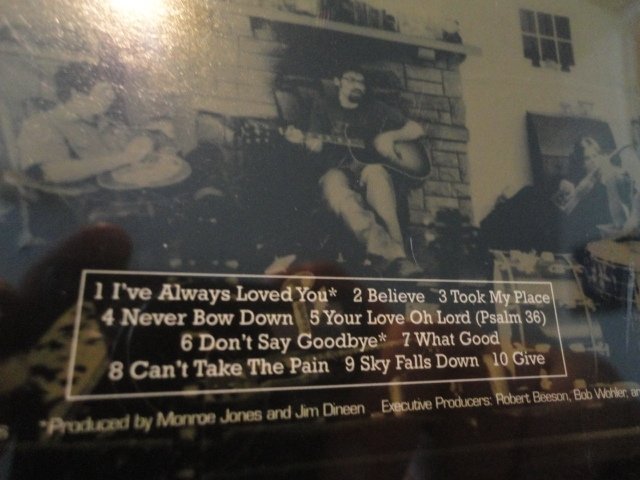 1 I've Always Loved You* 2 Believe 3 Took My Place
4 Never Bow Down 5 Your Love Oh Lord (Psalm 36)
6 Don't Say Goodbye* 7 What Good
8 Can't Take The Pain 9 Sky Falls Down 10 Give
*Produced by Monroe Jones and Jim Dineen Executive Producers: Robert Beeson, Bob Wohler,